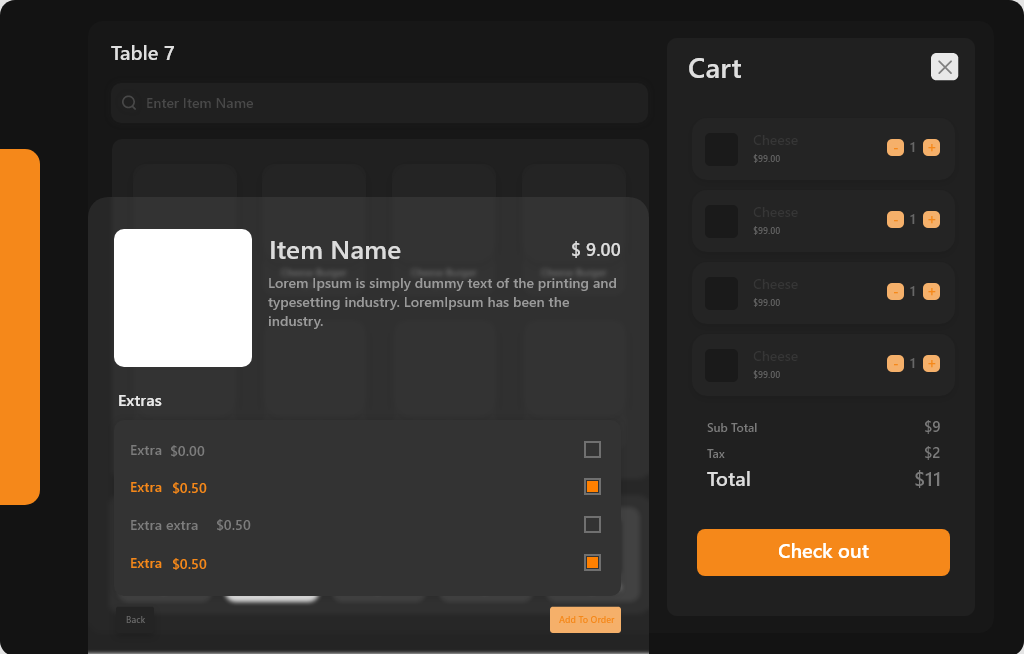 Table 7
Enter Item Name
Item Name
$ 9.00
Cheese Burger
Cheese Burger
Cheese Burger
Lorem Ipsum is simply dummy text of the printing and
typesetting industry. LoremIpsum has been the
industry.
Extras
Extra $0.00
Extra $0.50
Extra extra $0.50
Extra $0.50
Back
Add To Order
Cart
Cheese
$99.00
- 1 +
Cheese
$99.00
- 1 +
Cheese
$99.00
- 1 +
Cheese
$99.00
- 1 +
Sub Total $9
Tax $2
Total $11
Check out